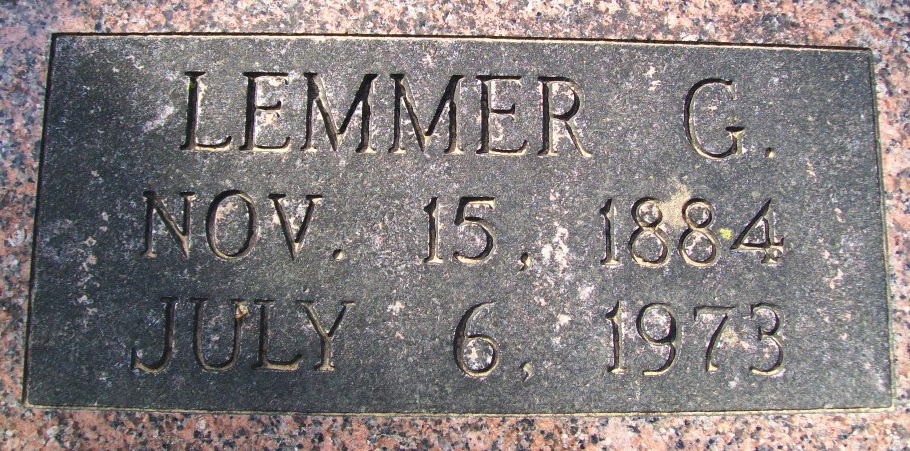 LEMMER G.
NOV. 15, 1884
JULY 6, 1973